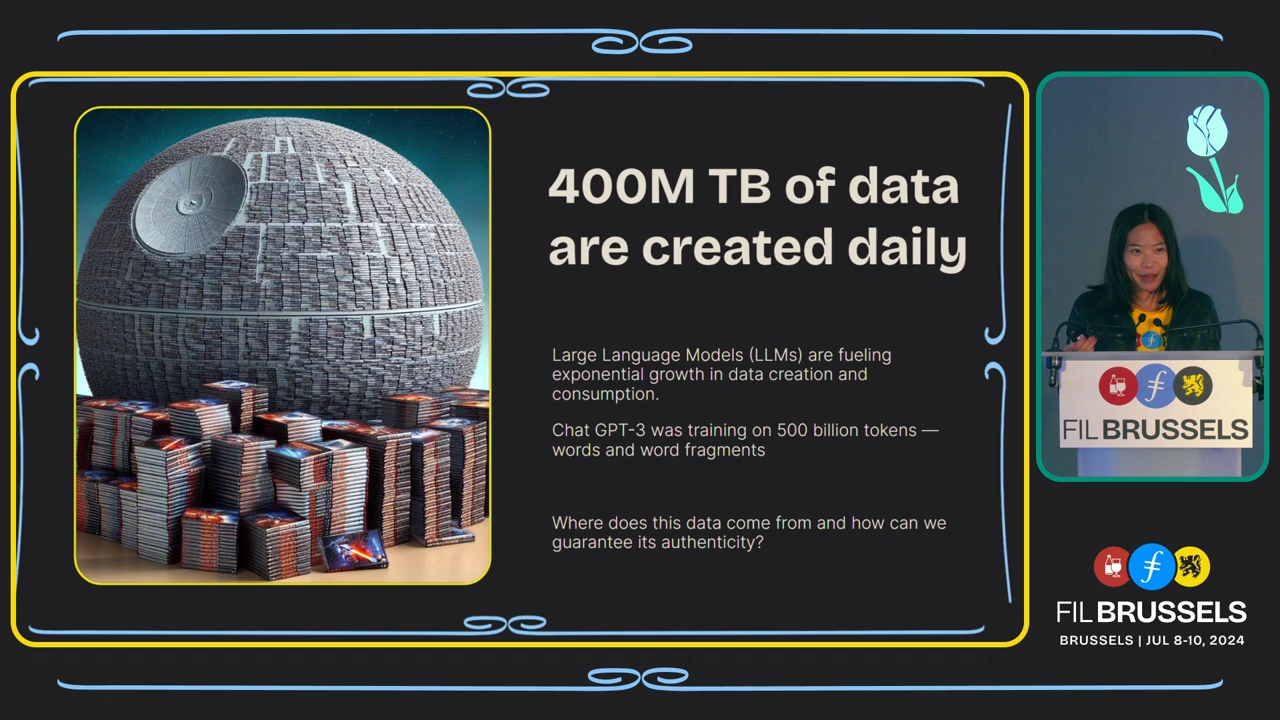 400M TB of data
are created daily
Large Language Models (LLMs) are fueling
exponential growth in data creation and
consumption.
Chat GPT-3 was training on 500 billion tokens —
words and word fragments
Where does this data come from and how can we
guarantee its authenticity?
FIL BRUSSELS
FIL BRUSSELS
BRUSSELS | JUL 8-10, 2024